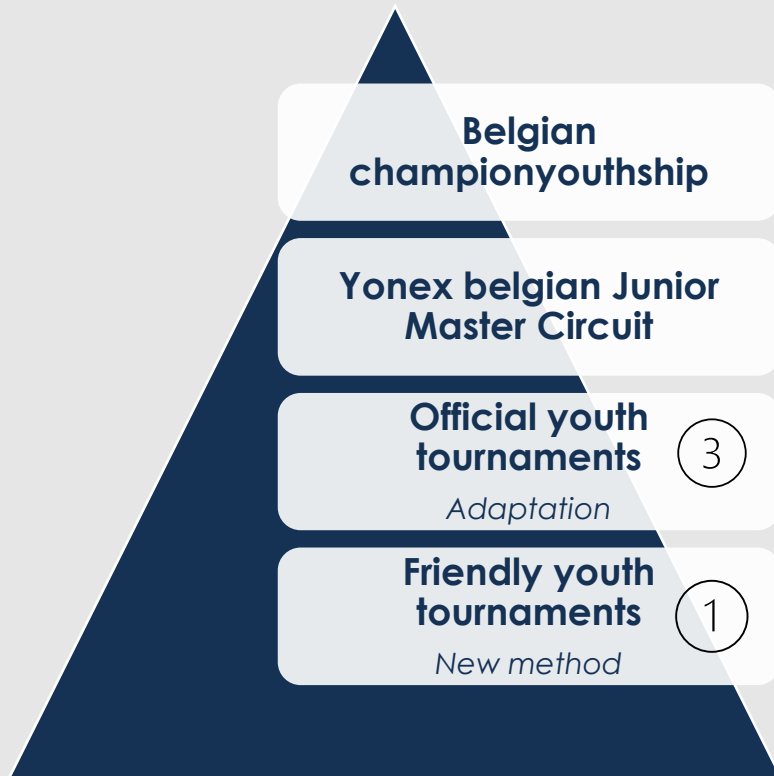 Belgian
championyouthship
Yonex belgian Junior
Master Circuit
Official youth
tournaments
3
Adaptation
Friendly youth
tournaments
1
New method